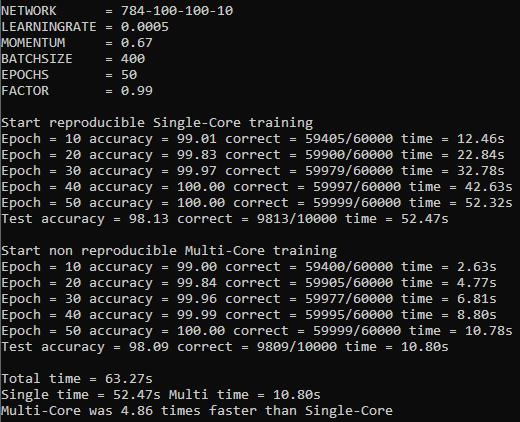 NETWORK      = 784-100-100-10
LEARNINGRATE = 0.0005
MOMENTUM     = 0.67
BATCHSIZE    = 400
EPOCHS       = 50
FACTOR       = 0.99
Start reproducible Single-Core training
Epoch = 10 accuracy = 99.01 correct = 59405/60000 time = 12.46s
Epoch = 20 accuracy = 99.83 correct = 59900/60000 time = 22.84s
Epoch = 30 accuracy = 99.97 correct = 59979/60000 time = 32.78s
Epoch = 40 accuracy = 100.00 correct = 59997/60000 time = 42.63s
Epoch = 50 accuracy = 100.00 correct = 59999/60000 time = 52.32s
Test accuracy = 98.13 correct = 9813/10000 time = 52.47s
Start non reproducible Multi-Core training
Epoch = 10 accuracy = 99.00 correct = 59400/60000 time = 2.63s
Epoch = 20 accuracy = 99.84 correct = 59905/60000 time = 4.77s
Epoch = 30 accuracy = 99.96 correct = 59977/60000 time = 6.81s
Epoch = 40 accuracy = 99.99 correct = 59995/60000 time = 8.80s
Epoch = 50 accuracy = 100.00 correct = 59999/60000 time = 10.78s
Test accuracy = 98.09 correct = 9809/10000 time = 10.80s
Total time = 63.27s
Single time = 52.47s Multi time = 10.80s
Multi-Core was 4.86 times faster than Single-Core